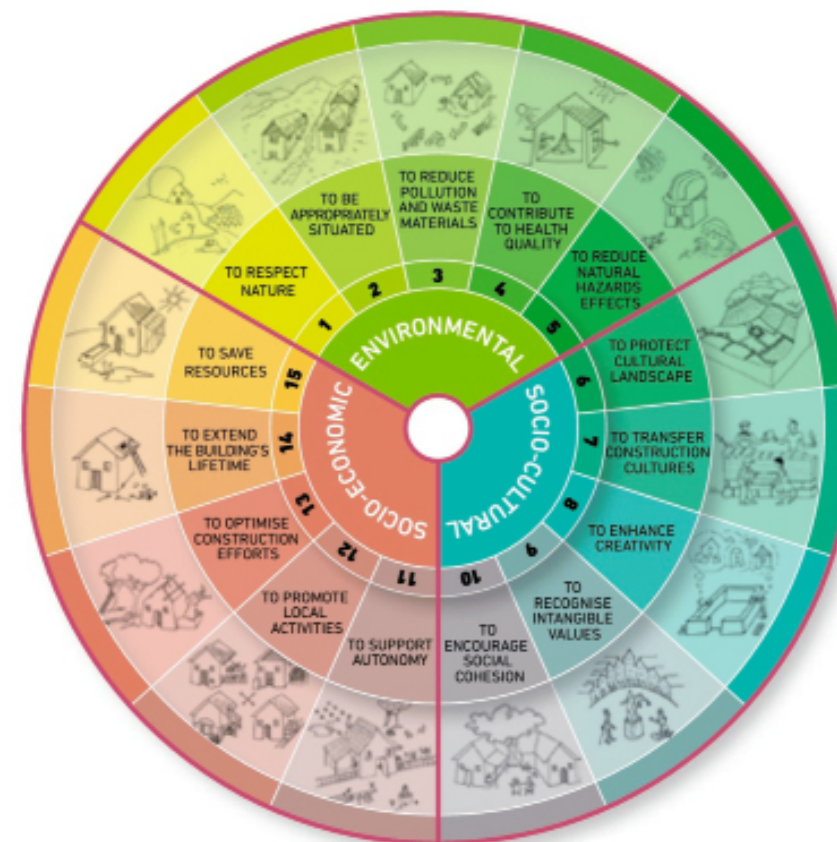 ENVIRONMENTAL
1
TO RESPECT
NATURE
2
TO BE
APPROPRIATELY
SITUATED
3
TO REDUCE
POLLUTION
AND WASTE
MATERIALS
4
TO
CONTRIBUTE
TO HEALTH
QUALITY
5
TO REDUCE
NATURAL
HAZARDS
EFFECTS
SOCIO-CULTURAL
6
TO PROTECT
CULTURAL
LANDSCAPE
7
TO TRANSFER
CONSTRUCTION
CULTURES
8
TO ENHANCE
CREATIVITY
9
TO
RECOGNISE
INTANGIBLE
VALUES
10
TO
ENCOURAGE
SOCIAL
COHESION
SOCIO-ECONOMIC
11
TO SUPPORT
AUTONOMY
12
TO PROMOTE
LOCAL
ACTIVITIES
13
TO OPTIMISE
CONSTRUCTION
EFFORTS
14
TO EXTEND
THE BUILDING'S
LIFETIME
15
TO SAVE
RESOURCES